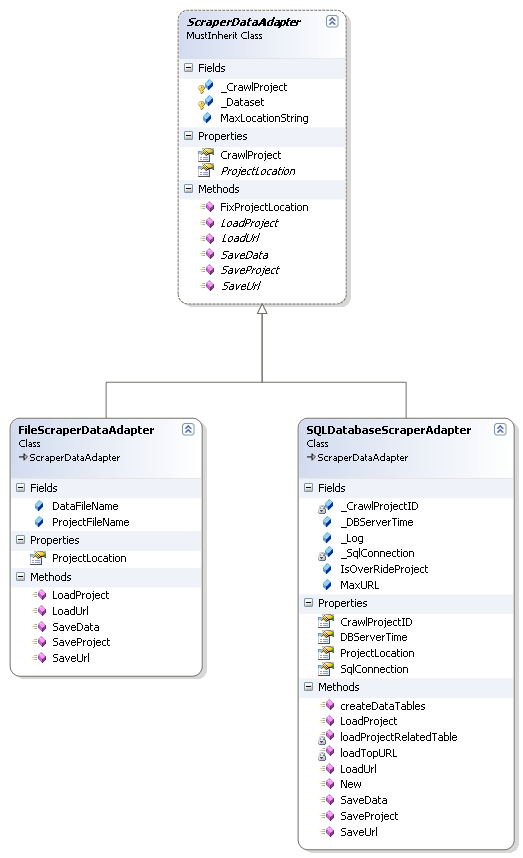 ScraperDataAdapter
MustInherit Class
Fields
_CrawlProject
_Dataset
MaxLocationString
Properties
CrawlProject
ProjectLocation
Methods
FixProjectLocation
LoadProject
LoadUrl
SaveData
SaveProject
SaveUrl
FileScraperDataAdapter
Class
ScraperDataAdapter
Fields
DataFileName
ProjectFileName
Properties
ProjectLocation
Methods
LoadProject
LoadUrl
SaveData
SaveProject
SaveUrl
SQLDatabaseScraperAdapter
Class
ScraperDataAdapter
Fields
_CrawlProjectID
_DBServerTime
_Log
_SqlConnection
IsOverRideProject
MaxURL
Properties
CrawlProjectID
DBServerTime
ProjectLocation
SqlConnection
Methods
createDataTables
LoadProject
loadProjectRelatedTable
loadTopURL
LoadUrl
New
SaveData
SaveProject
SaveUrl